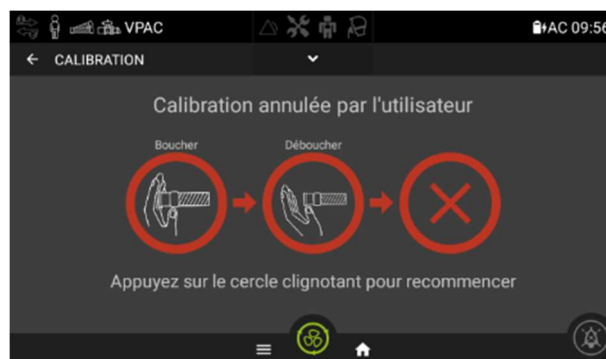 VPAC
AC 09:56
CALIBRATION
Calibration annulée par l'utilisateur
Boucher
Déboucher
Appuyez sur le cercle clignotant pour recommencer